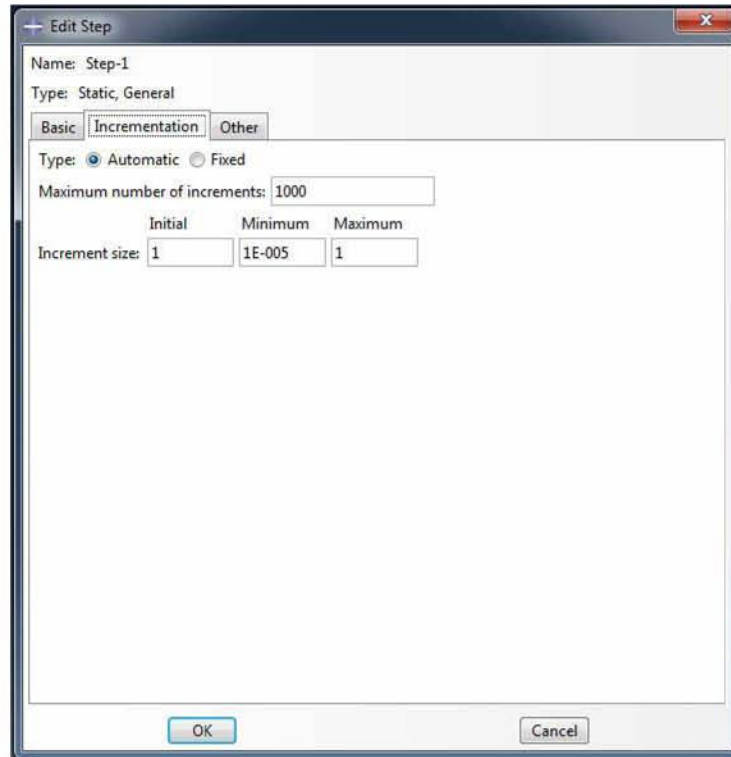 Edit Step
Name: Step-1
Type: Static, General
Basic Incrementation Other
Type: Automatic Fixed
Maximum number of increments: 1000
Initial Minimum Maximum
Increment size: 1 1E-005 1
OK Cancel